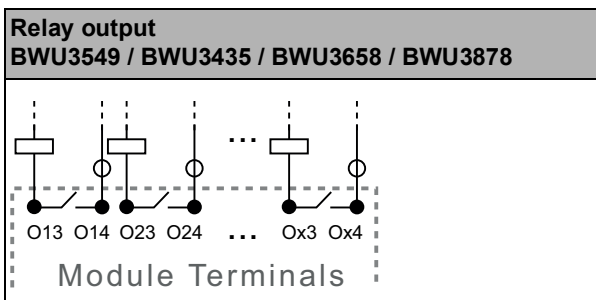 Relay output
BWU3549 / BWU3435 / BWU3658 / BWU3878
...
O13 O14 O23 O24 ... Ox3 Ox4
Module Terminals